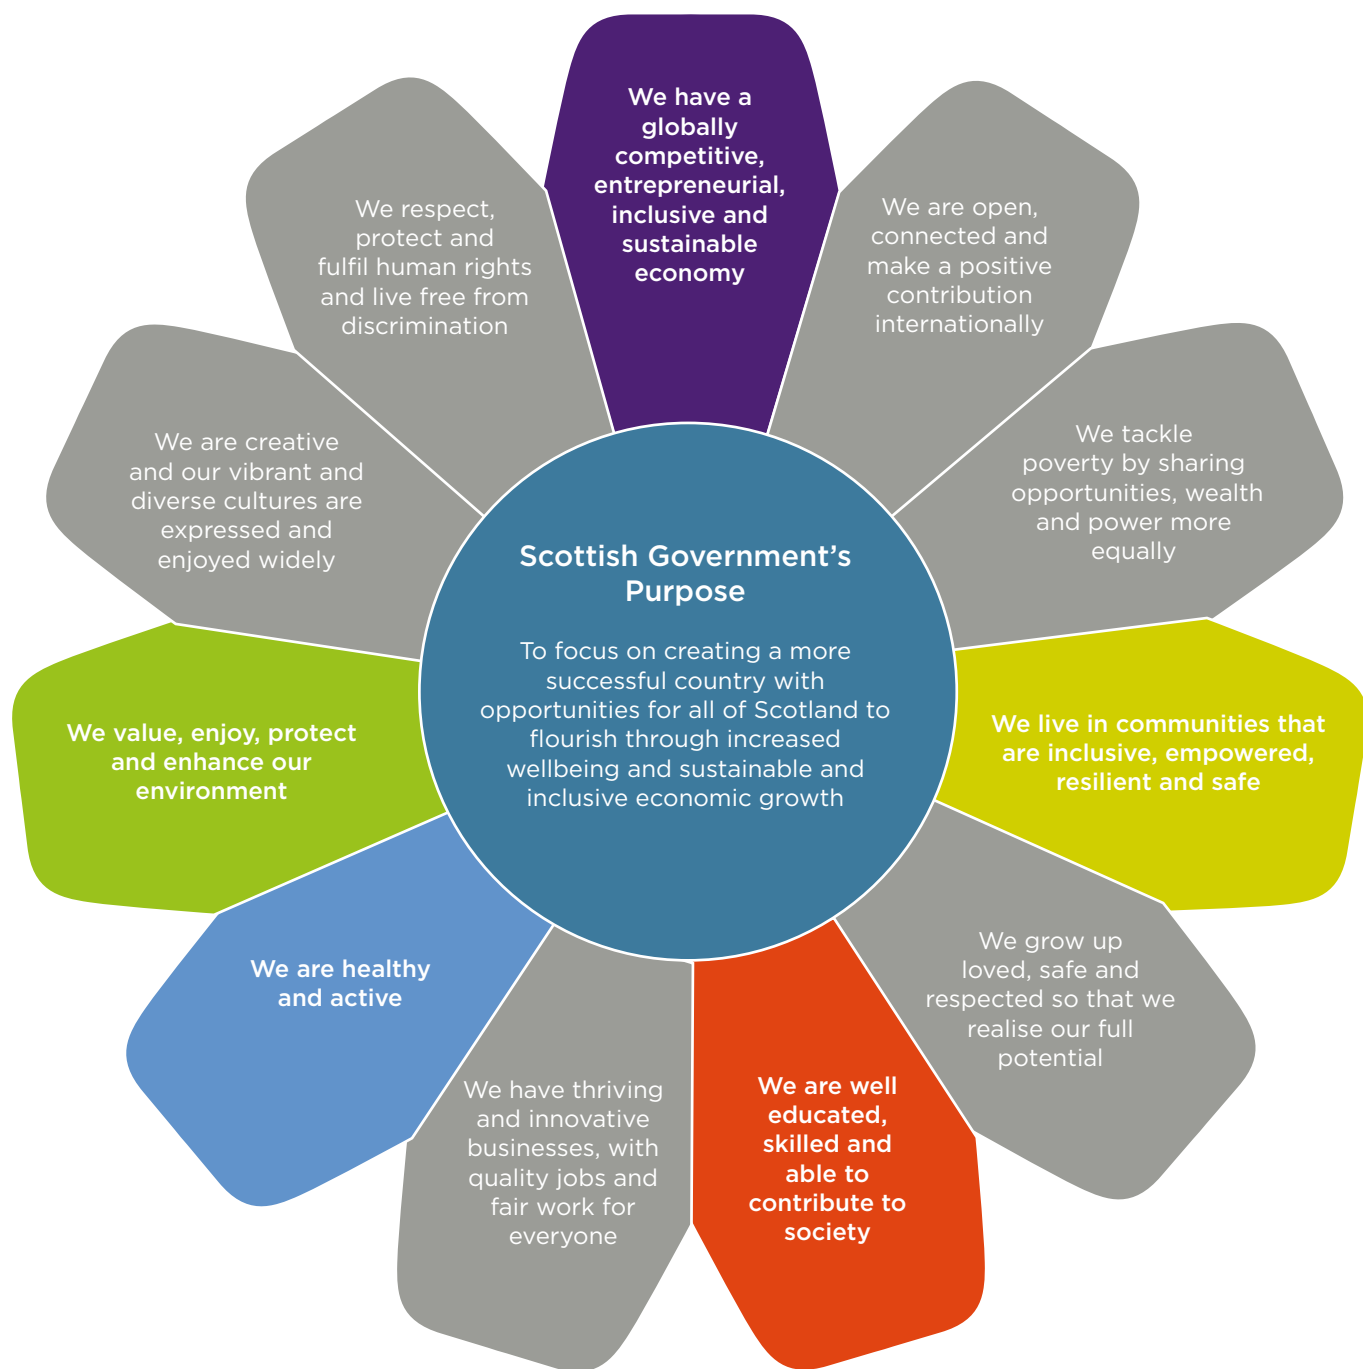 We have a
globally
competitive,
entrepreneurial,
inclusive and
sustainable
economy
We are open,
connected and
make a positive
contribution
internationally
We tackle
poverty by sharing
opportunities, wealth
and power more
equally
We live in communities that
are inclusive, empowered,
resilient and safe
We grow up
loved, safe and
respected so that we
realise our full
potential
We are well
educated,
skilled and
able to
contribute to
society
We have thriving
and innovative
businesses, with
quality jobs and
fair work for
everyone
We are healthy
and active
We value, enjoy, protect
and enhance our
environment
We are creative
and our vibrant and
diverse cultures are
expressed and
enjoyed widely
We respect,
protect and
fulfil human rights
and live free from
discrimination
Scottish Government’s
Purpose
To focus on creating a more
successful country with
opportunities for all of Scotland to
flourish through increased
wellbeing and sustainable and
inclusive economic growth